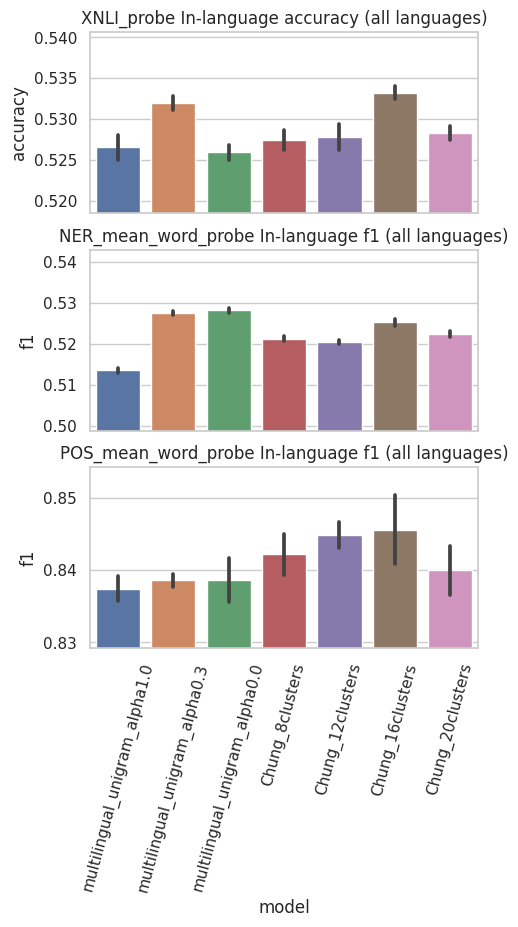 XNLI_probe In-language accuracy (all languages)
0.540
0.535
0.530
0.525
0.520
accuracy
NER_mean_word_probe In-language f1 (all languages)
0.54
0.53
0.52
0.51
0.50
f1
POS_mean_word_probe In-language f1 (all languages)
0.85
0.84
0.83
f1
multilingual_unigram_alpha1.0
multilingual_unigram_alpha0.3
multilingual_unigram_alpha0.0
Chung_8clusters
Chung_12clusters
Chung_16clusters
Chung_20clusters
model